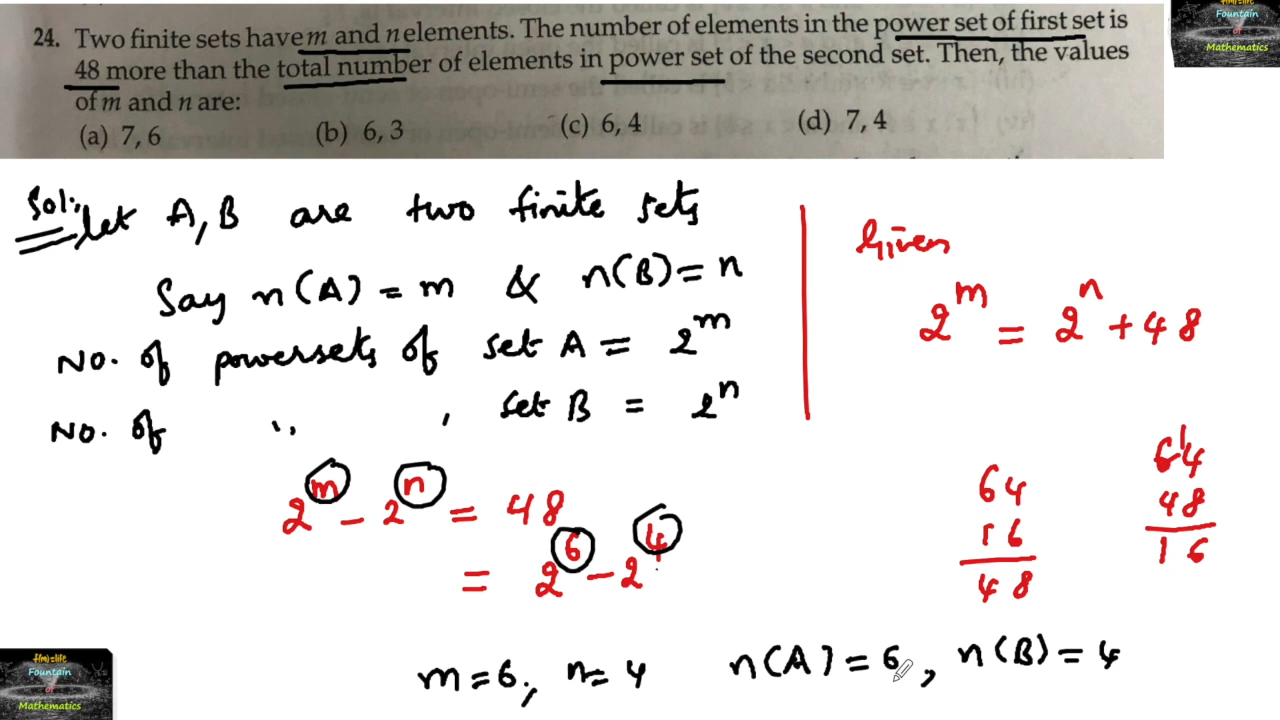 24. Two finite sets have m and n elements. The number of elements in the power set of first set is
48 more than the total number of elements in power set of the second set. Then, the values
of m and n are:
(a) 7, 6 (b) 6, 3 (c) 6, 4 (d) 7, 4
Fountain
of
Mathematics
Sol:, let A, B are two finite sets
Say n(A) = m & n(B) = n
No. of powersets of set A = 2^m
No. of ,, , set B = 2^n
Given
2^m = 2^n + 48
2^m - 2^n = 48
= 2^6 - 2^4
64
16
48
64
48
16
m = 6, n = 4 n(A) = 6, n(B) = 4
f(m)=life
Fountain
of
Mathematics